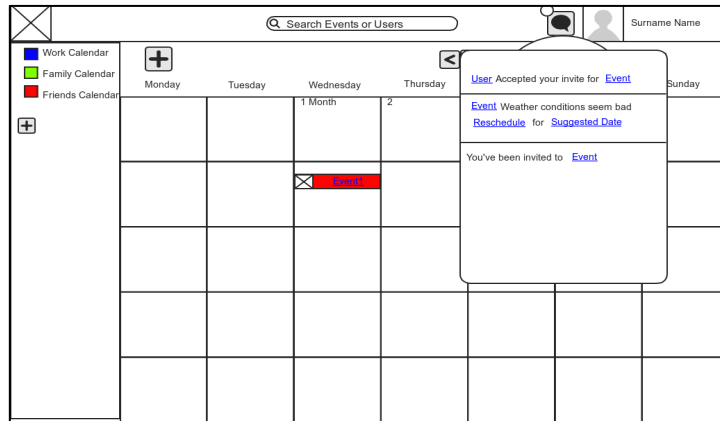 Search Events or Users
Surname Name
Work Calendar
Family Calendar
Friends Calendar
<
Monday
Tuesday
Wednesday
Thursday
Sunday
1 Month
2
Event1
User Accepted your invite for Event
Event Weather conditions seem bad
Reschedule for Suggested Date
You've been invited to Event